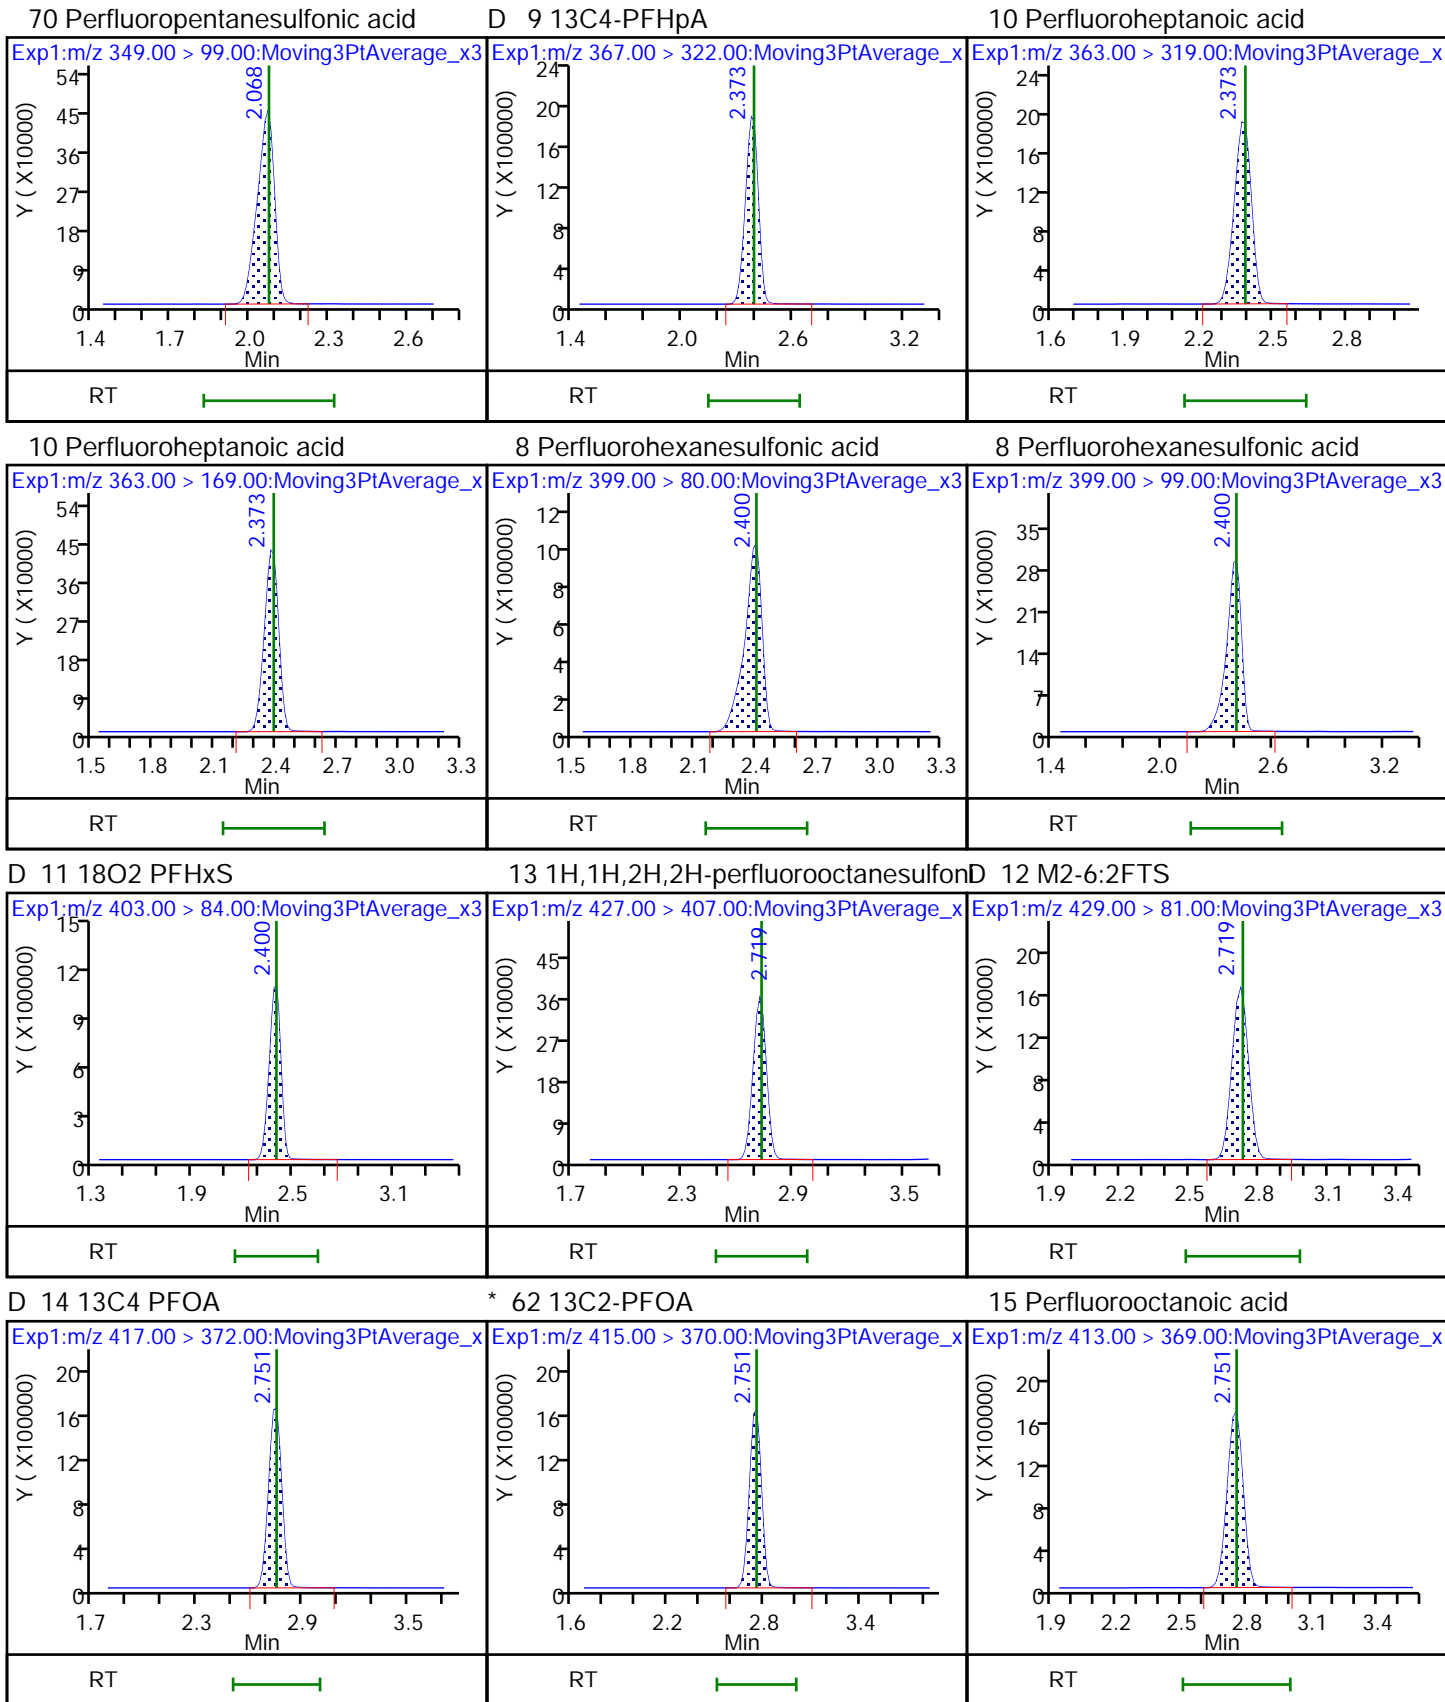 70 Perfluoropentanesulfonic acid
Exp1:m/z 349.00 > 99.00:Moving3PtAverage_x3
2.068
Y ( X10000)
54
45
36
27
18
9
0
1.4 1.7 2.0 2.3 2.6
Min
RT
D 9 13C4-PFHpA
Exp1:m/z 367.00 > 322.00:Moving3PtAverage_x
2.373
Y ( X100000)
24
20
16
12
8
4
0
1.4 2.0 2.6 3.2
Min
RT
10 Perfluoroheptanoic acid
Exp1:m/z 363.00 > 319.00:Moving3PtAverage_x
2.373
Y ( X100000)
24
20
16
12
8
4
0
1.6 1.9 2.2 2.5 2.8
Min
RT
10 Perfluoroheptanoic acid
Exp1:m/z 363.00 > 169.00:Moving3PtAverage_x
2.373
Y ( X10000)
54
45
36
27
18
9
0
1.5 1.8 2.1 2.4 2.7 3.0 3.3
Min
RT
8 Perfluorohexanesulfonic acid
Exp1:m/z 399.00 > 80.00:Moving3PtAverage_x3
2.400
Y ( X100000)
12
10
8
6
4
2
0
1.5 1.8 2.1 2.4 2.7 3.0 3.3
Min
RT
8 Perfluorohexanesulfonic acid
Exp1:m/z 399.00 > 99.00:Moving3PtAverage_x3
2.400
Y ( X10000)
35
28
21
14
7
0
1.4 2.0 2.6 3.2
Min
RT
D 11 18O2 PFHxS
Exp1:m/z 403.00 > 84.00:Moving3PtAverage_x3
2.400
Y ( X100000)
15
12
9
6
3
0
1.3 1.9 2.5 3.1
Min
RT
13 1H,1H,2H,2H-perfluorooctanesulfon
Exp1:m/z 427.00 > 407.00:Moving3PtAverage_x
2.719
Y ( X10000)
45
36
27
18
9
0
1.7 2.3 2.9 3.5
Min
RT
D 12 M2-6:2FTS
Exp1:m/z 429.00 > 81.00:Moving3PtAverage_x3
2.719
Y ( X10000)
20
16
12
8
4
0
1.9 2.2 2.5 2.8 3.1 3.4
Min
RT
D 14 13C4 PFOA
Exp1:m/z 417.00 > 372.00:Moving3PtAverage_x
2.751
Y ( X100000)
20
16
12
8
4
0
1.7 2.3 2.9 3.5
Min
RT
* 62 13C2-PFOA
Exp1:m/z 415.00 > 370.00:Moving3PtAverage_x
2.751
Y ( X100000)
20
16
12
8
4
0
1.6 2.2 2.8 3.4
Min
RT
15 Perfluorooctanoic acid
Exp1:m/z 413.00 > 369.00:Moving3PtAverage_x
2.751
Y ( X100000)
20
16
12
8
4
0
1.9 2.2 2.5 2.8 3.1 3.4
Min
RT